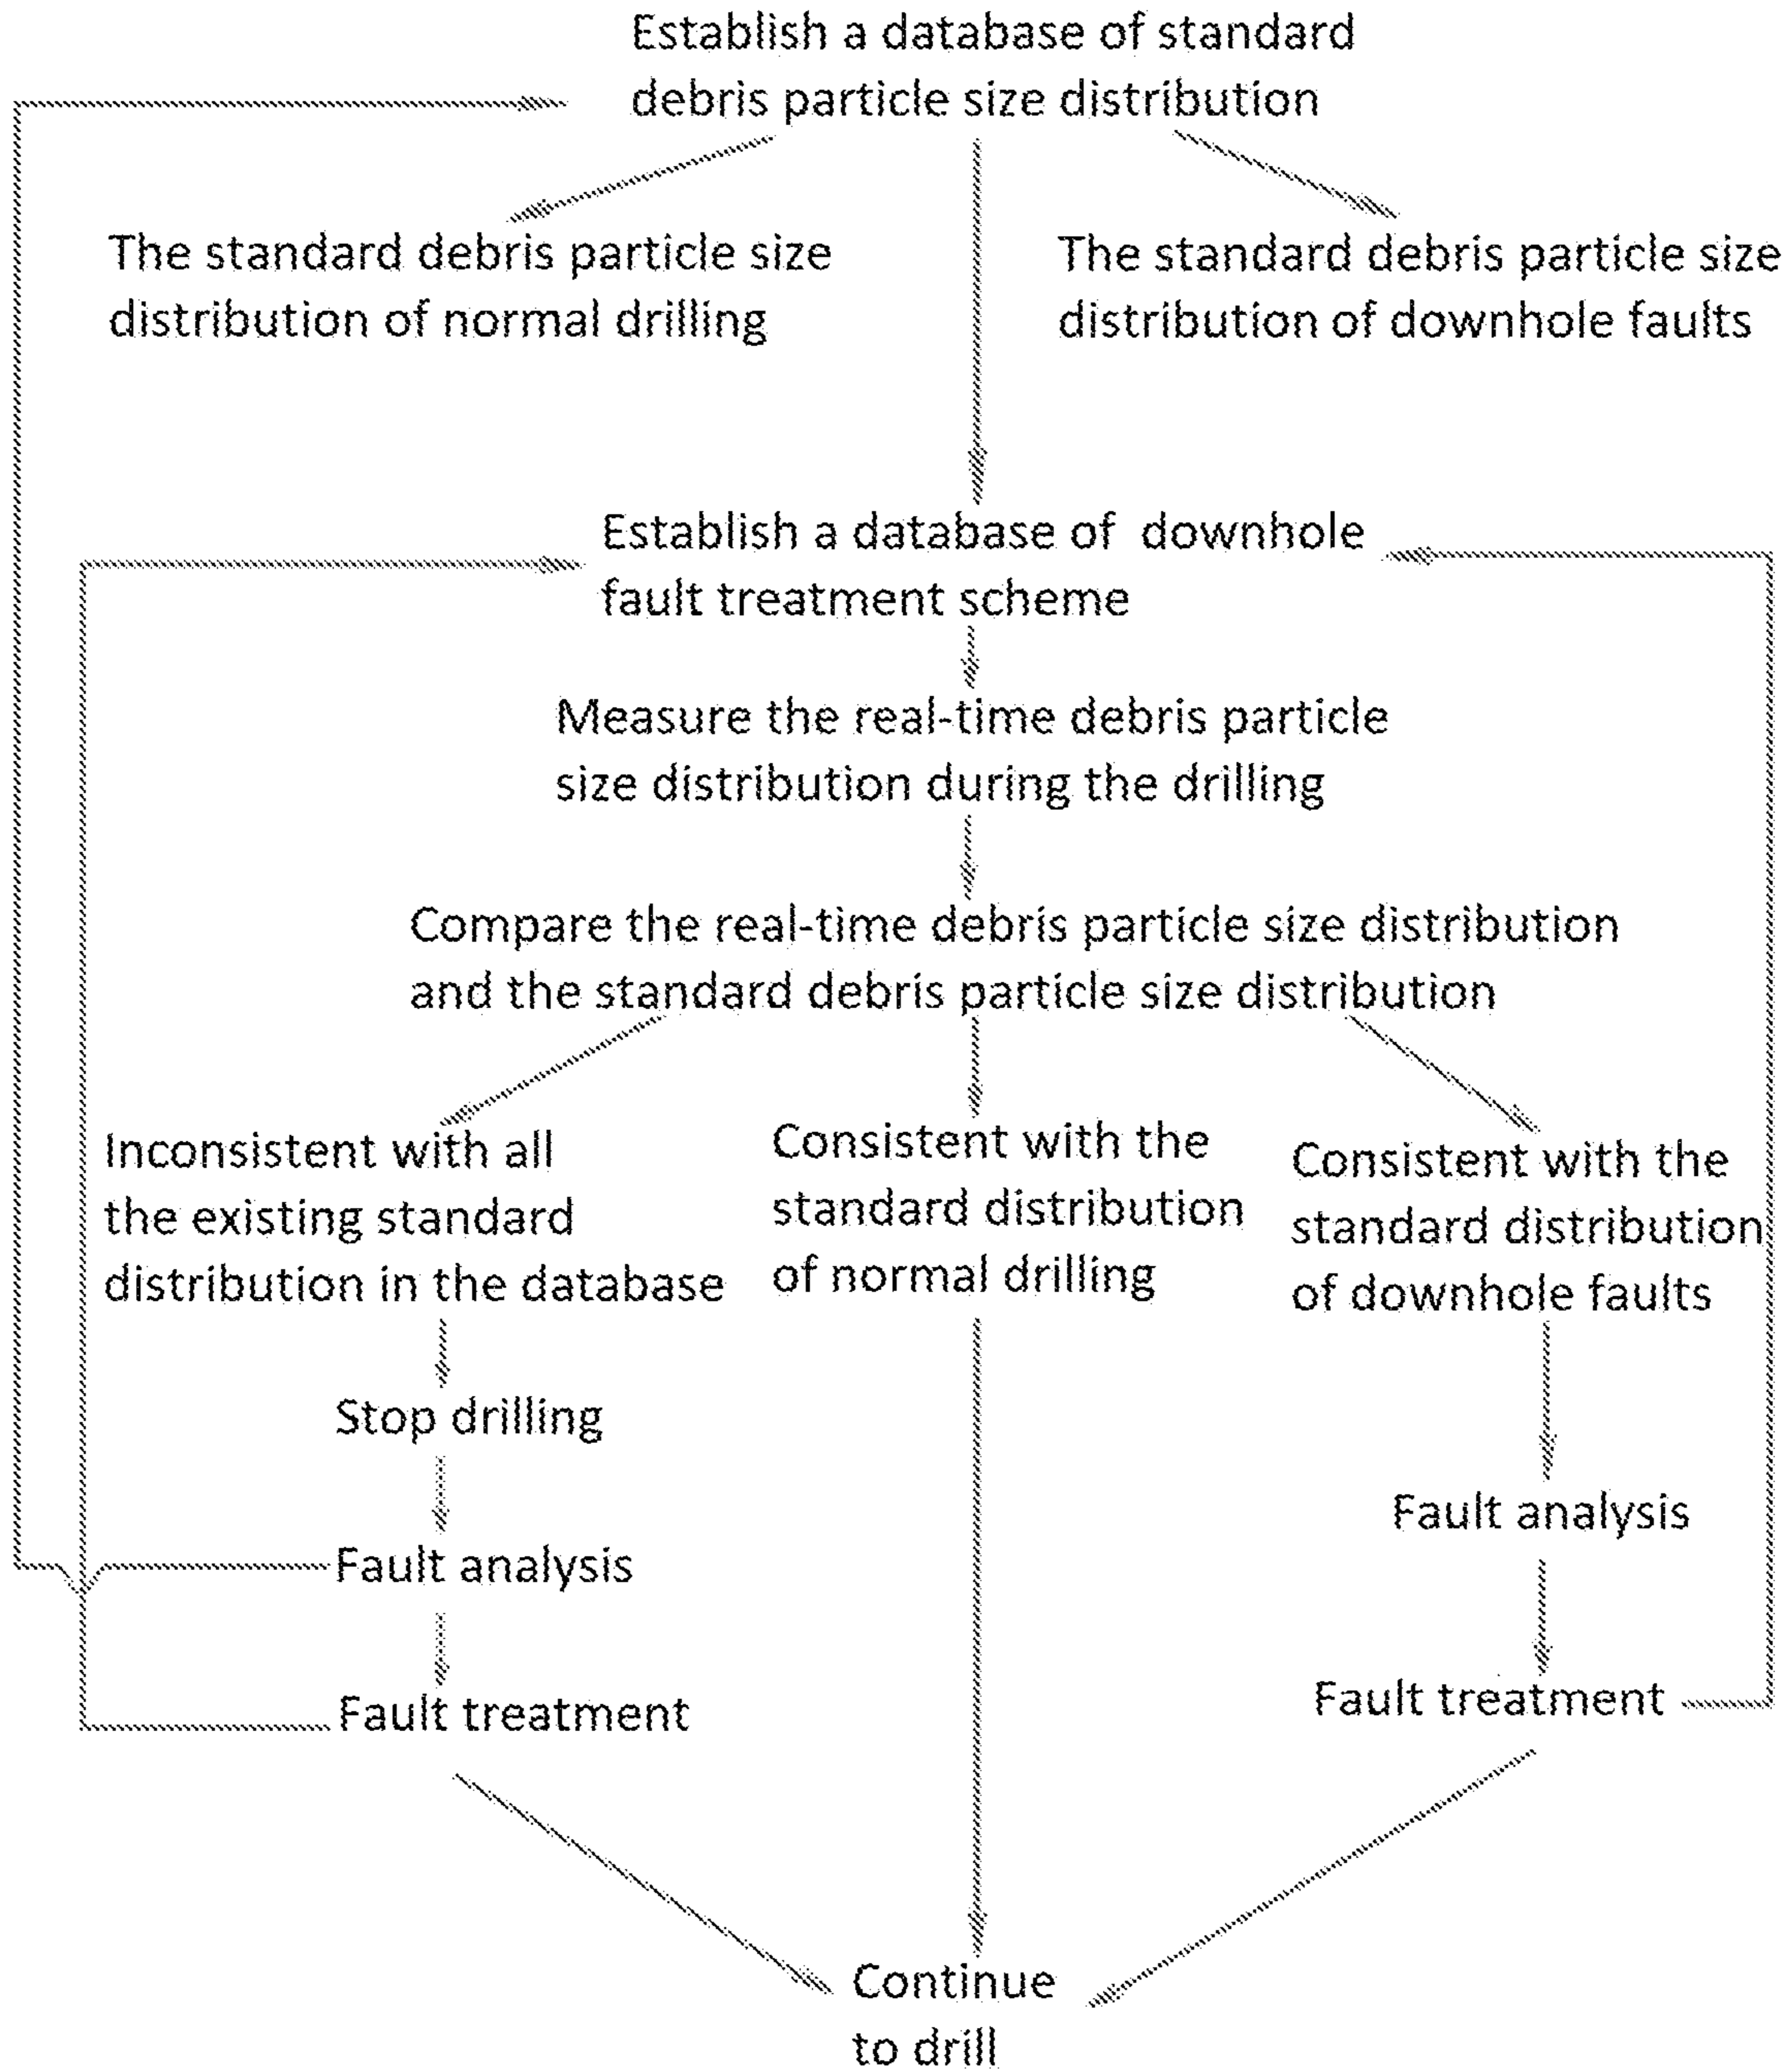 Establish a database of standard
debris particle size distribution
The standard debris particle size
distribution of normal drilling
The standard debris particle size
distribution of downhole faults
Establish a database of downhole
fault treatment scheme
Measure the real-time debris particle
size distribution during the drilling
Compare the real-time debris particle size distribution
and the standard debris particle size distribution
Inconsistent with all
the existing standard
distribution in the database
Consistent with the
standard distribution
of normal drilling
Consistent with the
standard distribution
of downhole faults
Stop drilling
Fault analysis
Fault treatment
Fault analysis
Fault treatment
Continue
to drill